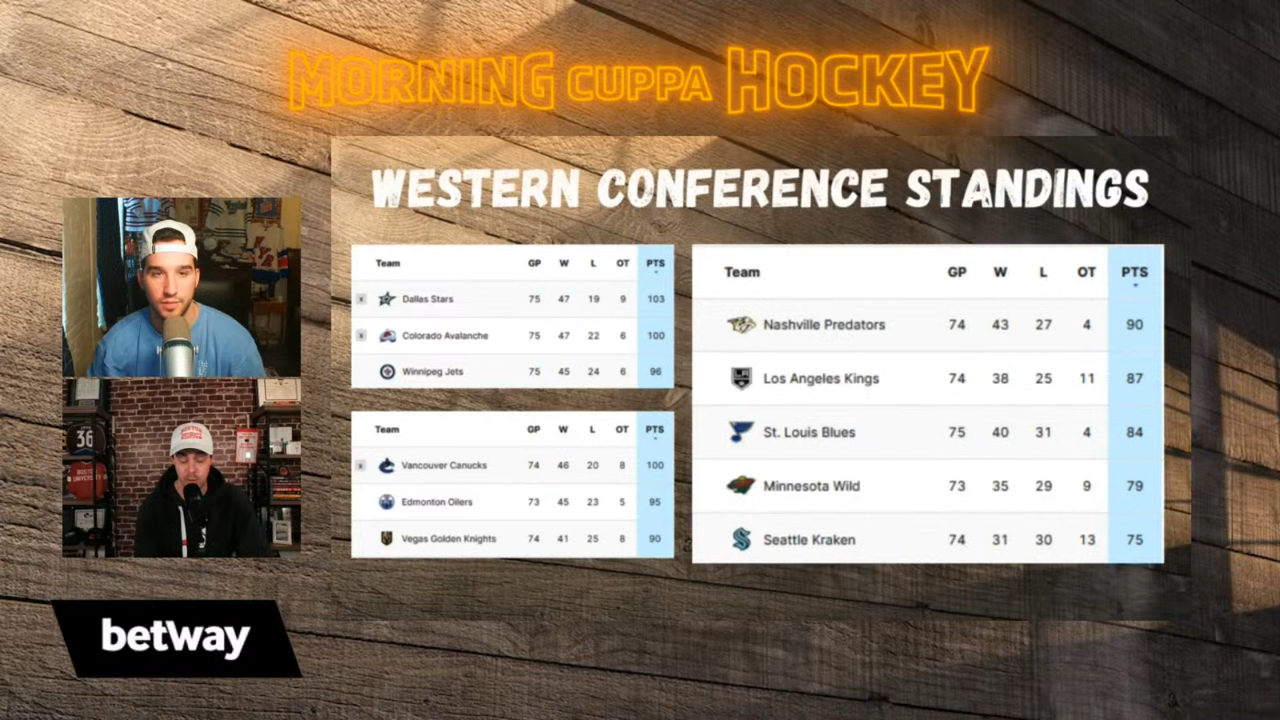 MORNING CUPPA HOCKEY
WESTERN CONFERENCE STANDINGS
Team GP W L OT PTS
x Dallas Stars 75 47 19 9 103
x Colorado Avalanche 75 47 22 6 100
Winnipeg Jets 75 45 24 6 96
Team GP W L OT PTS
x Vancouver Canucks 74 46 20 8 100
Edmonton Oilers 73 45 23 5 95
Vegas Golden Knights 74 41 25 8 90
Team GP W L OT PTS
Nashville Predators 74 43 27 4 90
Los Angeles Kings 74 38 25 11 87
St. Louis Blues 75 40 31 4 84
Minnesota Wild 73 35 29 9 79
Seattle Kraken 74 31 30 13 75
36
betway